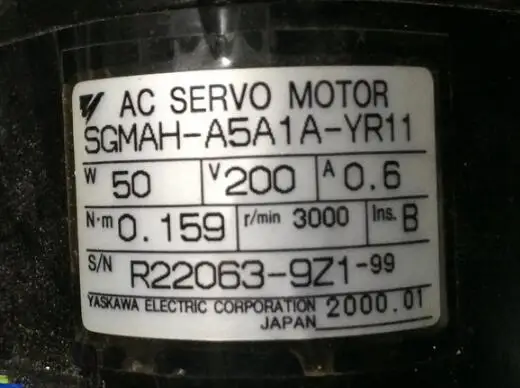 AC SERVO MOTOR
SGMAH-A5A1A-YR11
W 50 V 200 A 0.6
N·m 0.159 r/min 3000 Ins. B
S/N R22063-9Z1-99
YASKAWA ELECTRIC CORPORATION 2000.01
JAPAN